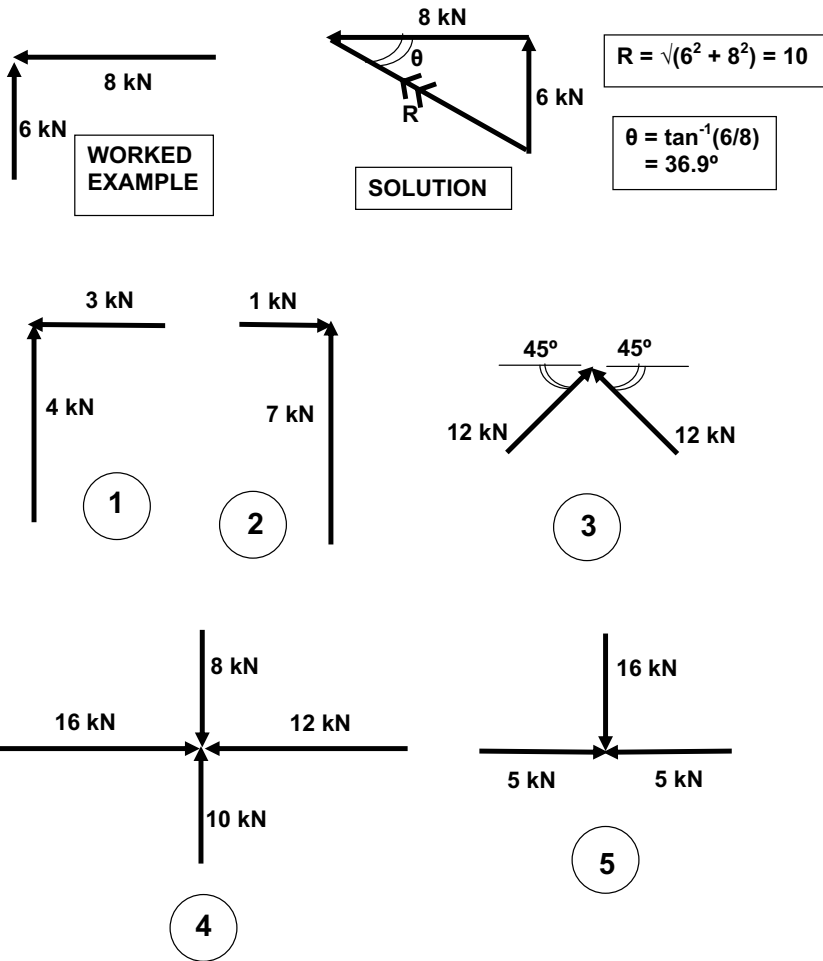 8 kN
6 kN
WORKED
EXAMPLE
8 kN
θ
R
6 kN
SOLUTION
R = √(6² + 8²) = 10
θ = tan⁻¹(6/8)
= 36.9º
3 kN
4 kN
1
1 kN
7 kN
2
45º
45º
12 kN
12 kN
3
8 kN
16 kN
12 kN
10 kN
4
16 kN
5 kN
5 kN
5